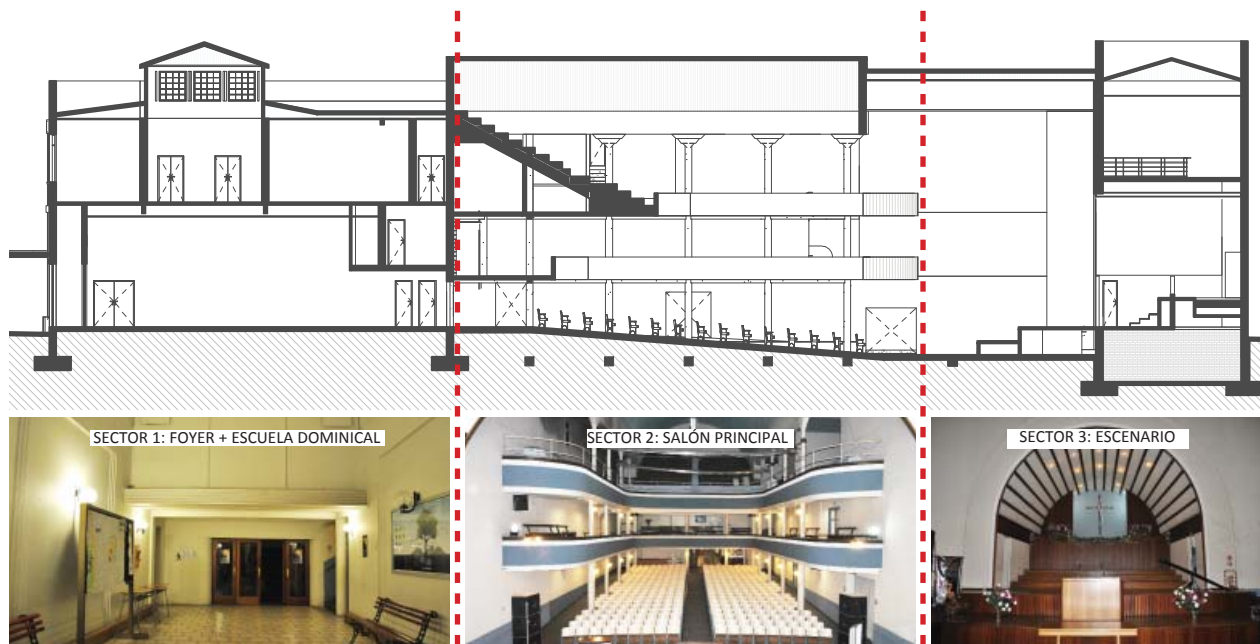 SECTOR 1: FOYER + ESCUELA DOMINICAL
SECTOR 2: SALÓN PRINCIPAL
SECTOR 3: ESCENARIO